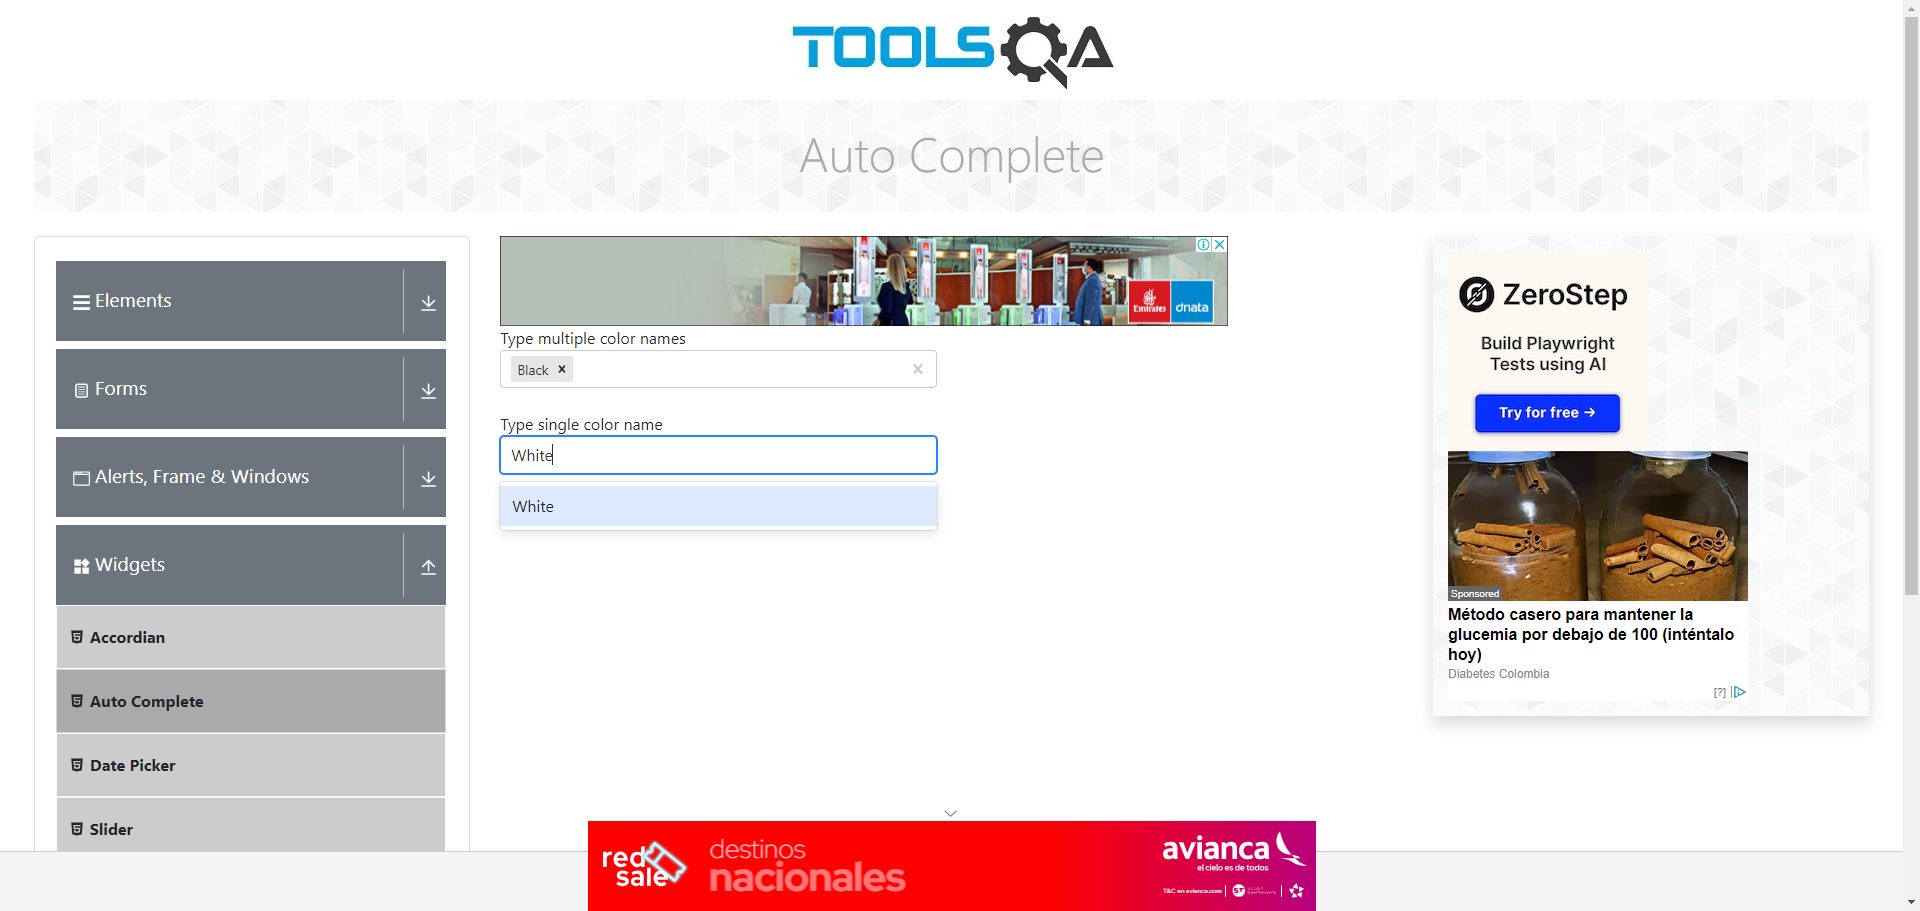 TOOLSQA
Auto Complete
Elements
Forms
Alerts, Frame & Windows
Widgets
Accordian
Auto Complete
Date Picker
Slider
Emirates
dnata
Type multiple color names
Black
Type single color name
White
White
ZeroStep
Build Playwright
Tests using AI
Try for free →
Sponsored
Método casero para mantener la
glucemia por debajo de 100 (inténtalo
hoy)
Diabetes Colombia
[?]
red
sale
destinos
nacionales
avianca
el cielo es de todos
T&C en avianca.com